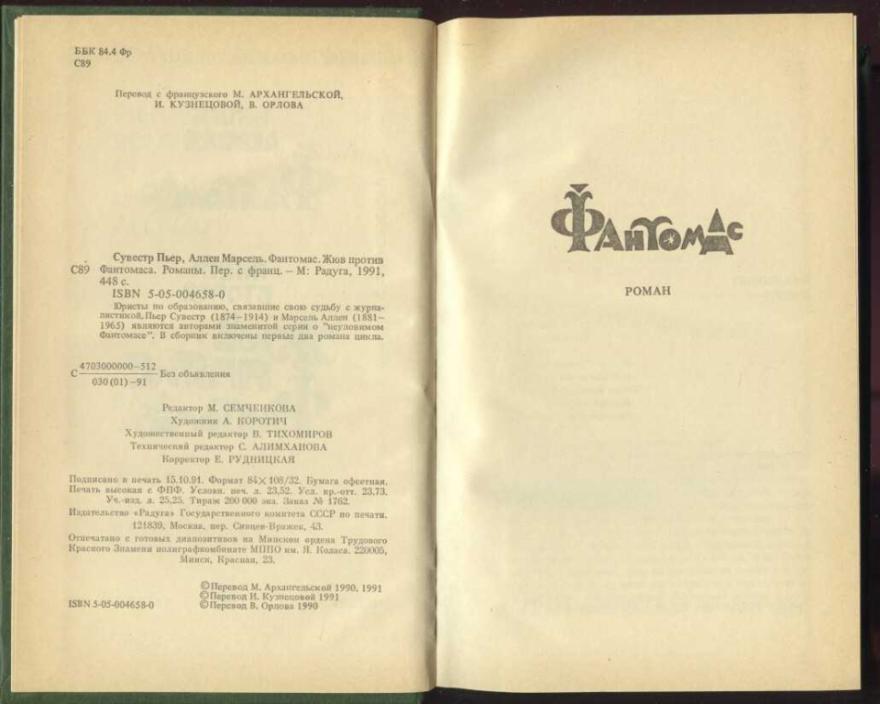 ББК 84.4 Фр
С89
Перевод с французского М. АРХАНГЕЛЬСКОЙ,
И. КУЗНЕЦОВОЙ, В. ОРЛОВА
Сувестр Пьер, Аллен Марсель. Фантомас. Жюв против
С89 Фантомаса. Романы. Пер. с франц. — М: Радуга, 1991,
448 с.
ISBN 5-05-004658-0
Юристы по образованию, связавшие свою судьбу с журна-
листикой, Пьер Сувестр (1874—1914) и Марсель Аллен (1881—
1965) являются авторами знаменитой серии о "неуловимом
Фантомасе". В сборник включены первые два романа цикла.
С 4703000000—512 Без объявления
030 (01) —91
Редактор М. СЕМЧЕНКОВА
Художник А. КОРОТИЧ
Художественный редактор В. ТИХОМИРОВ
Технический редактор С. АЛИМХАНОВА
Корректор Е. РУДНИЦКАЯ
Подписано в печать 15.10.91. Формат 84×108/32. Бумага офсетная.
Печать высокая с ФПФ. Условн. печ. л. 23,52. Усл. кр.-отт. 23,73.
Уч.-изд. л. 25,25. Тираж 200 000 экз. Заказ № 1762.
Издательство «Радуга» Государственного комитета СССР по печати.
121839, Москва, пер. Сивцев-Вражек, 43.
Отпечатано с готовых диапозитивов на Минском ордена Трудового
Красного Знамени полиграфкомбинате МППО им. Я. Коласа. 220005,
Минск, Красная, 23.
© Перевод М. Архангельской 1990, 1991
© Перевод И. Кузнецовой 1991
ISBN 5-05-004658-0 © Перевод В. Орлова 1990
Фантомас
РОМАН